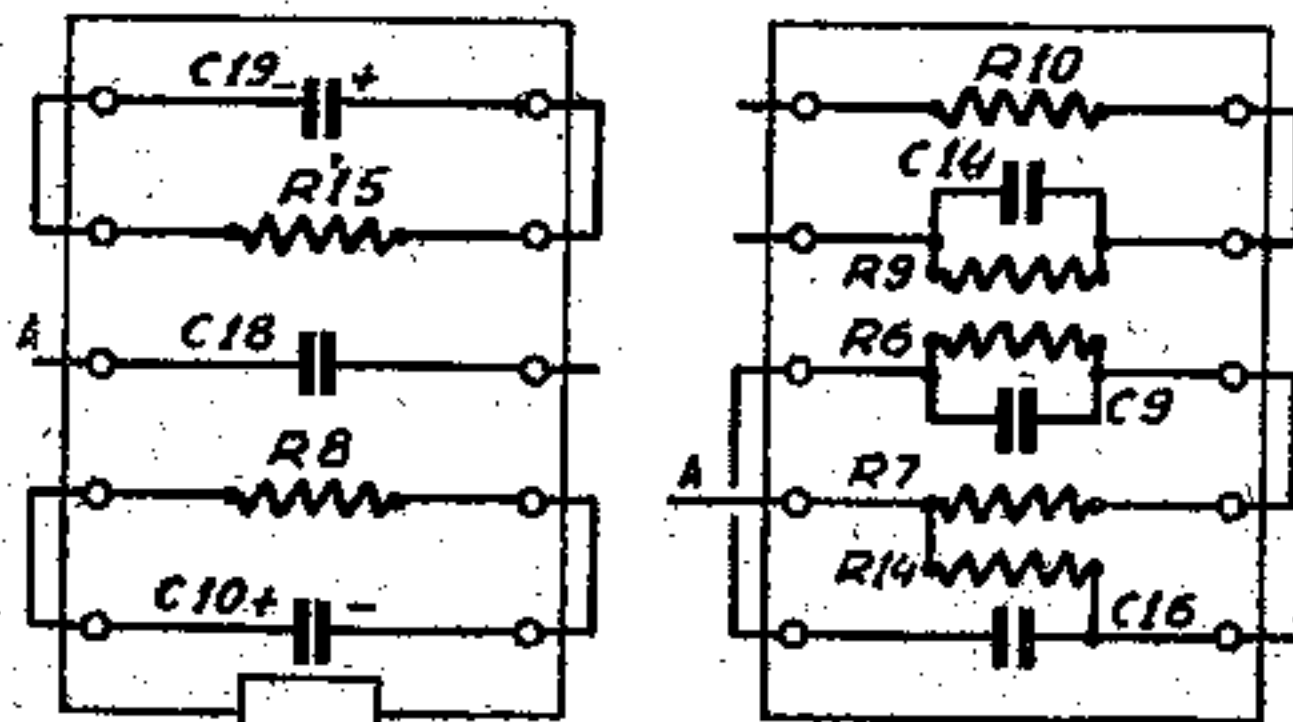 C19 - +
R15
A C18
R8
C10 + -
R10
C14
R9
R6
C9
A R7
R14
C16